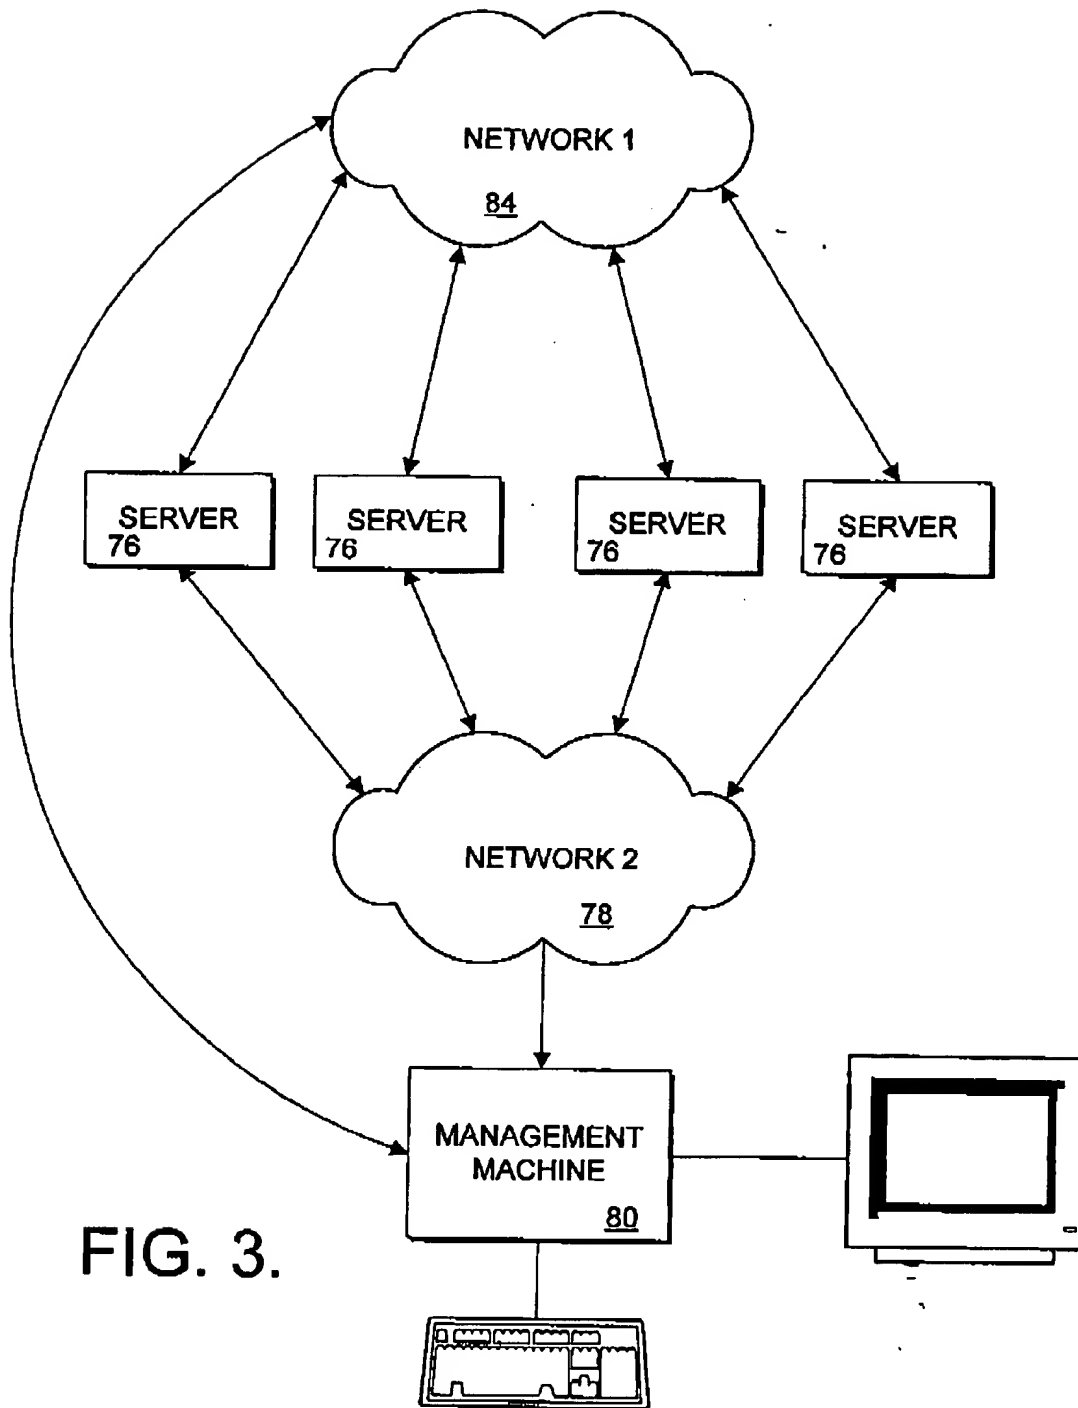 NETWORK 1
84
SERVER
76
SERVER
76
SERVER
76
SERVER
76
NETWORK 2
78
MANAGEMENT
MACHINE
80
FIG. 3.